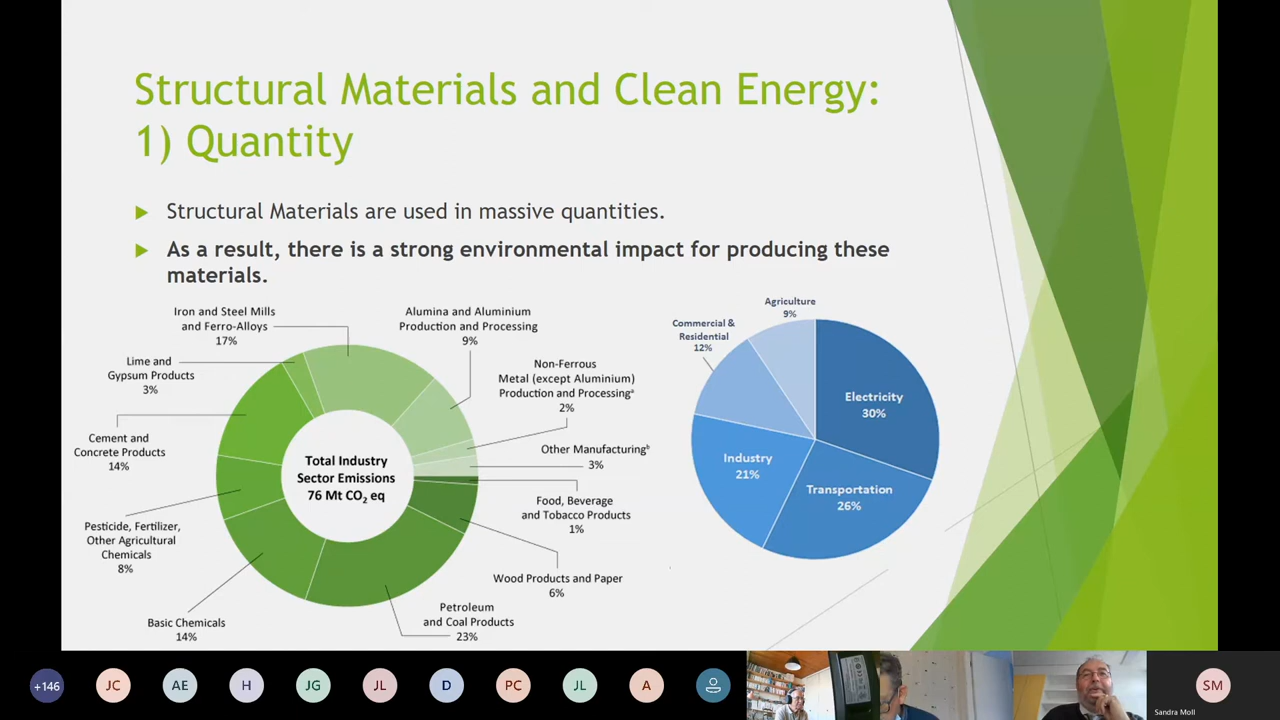 Structural Materials and Clean Energy:
1) Quantity
Structural Materials are used in massive quantities.
As a result, there is a strong environmental impact for producing these
materials.
Iron and Steel Mills
and Ferro-Alloys
17%
Alumina and Aluminium
Production and Processing
9%
Lime and
Gypsum Products
3%
Non-Ferrous
Metal (except Aluminium)
Production and Processingᵃ
2%
Cement and
Concrete Products
14%
Other Manufacturingᵇ
3%
Total Industry
Sector Emissions
76 Mt CO₂ eq
Food, Beverage
and Tobacco Products
1%
Pesticide, Fertilizer,
Other Agricultural
Chemicals
8%
Wood Products and Paper
6%
Basic Chemicals
14%
Petroleum
and Coal Products
23%
Agriculture
9%
Commercial &
Residential
12%
Electricity
30%
Industry
21%
Transportation
26%
+146
JC
AE
H
JG
JL
D
PC
JL
A
SM
Sandra Moll